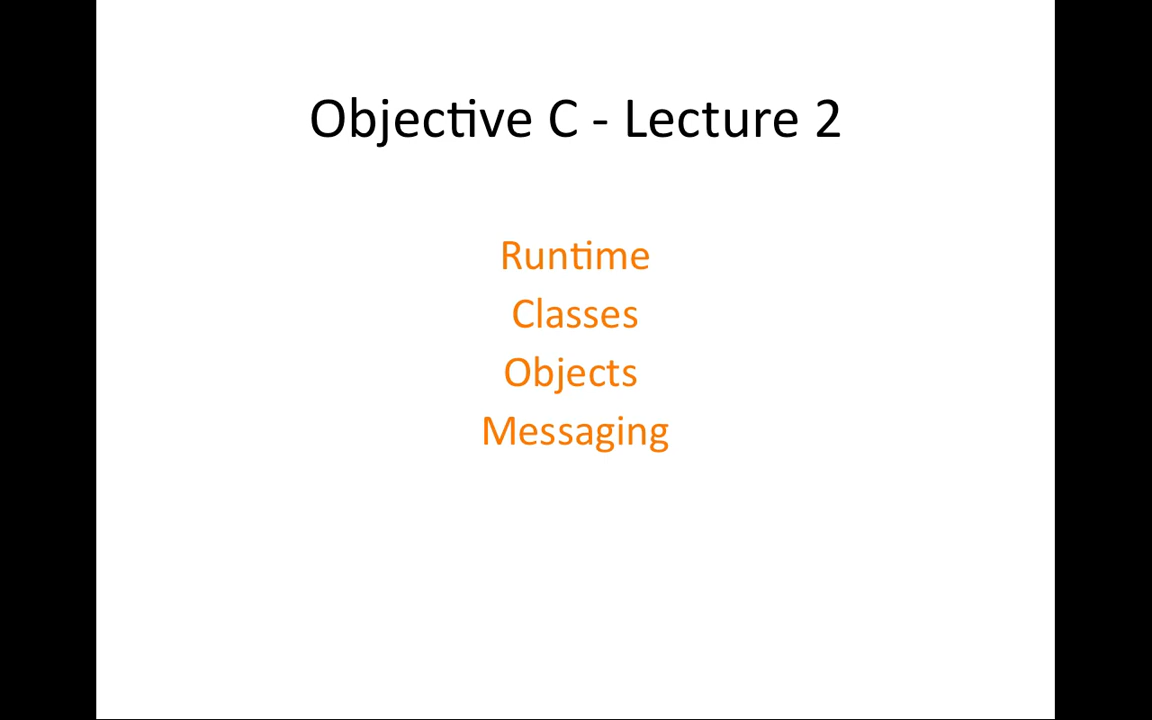 Objective C - Lecture 2
Runtime
Classes
Objects
Messaging